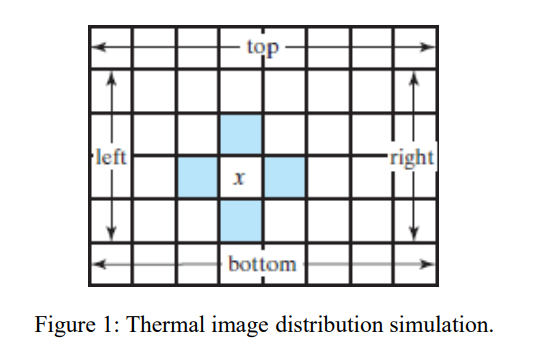 top
left
right
x
bottom
Figure 1: Thermal image distribution simulation.